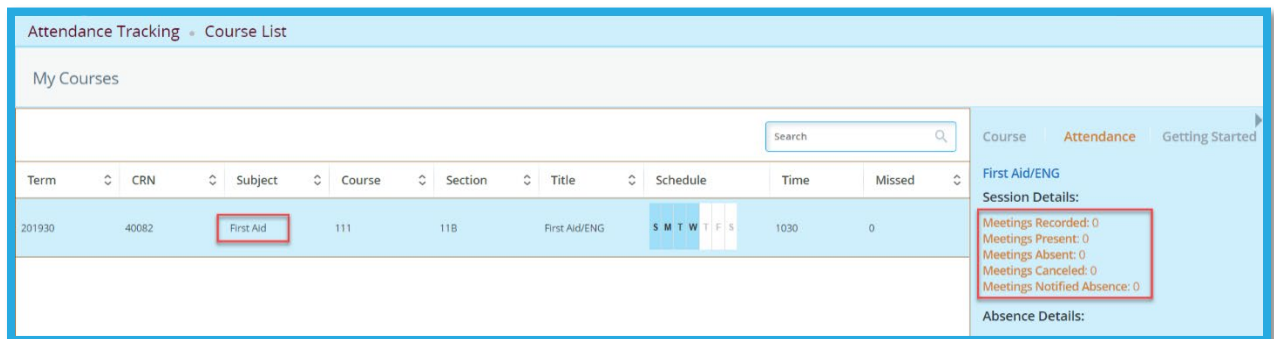 Attendance Tracking • Course List
My Courses
Search
Term CRN Subject Course Section Title Schedule Time Missed
201930 40082 First Aid 111 11B First Aid/ENG S M T W T F S 1030 0
Course Attendance Getting Started
First Aid/ENG
Session Details:
Meetings Recorded: 0
Meetings Present: 0
Meetings Absent: 0
Meetings Canceled: 0
Meetings Notified Absence: 0
Absence Details: